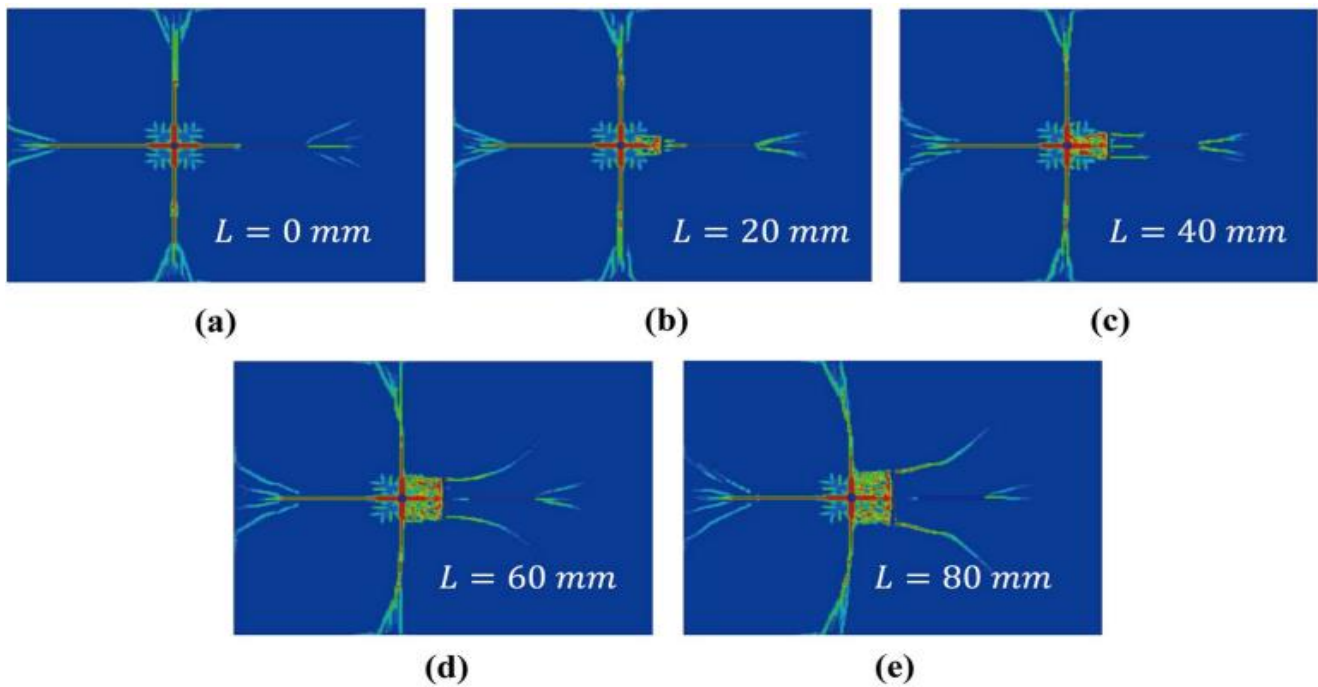 L = 0 mm
L = 20 mm
L = 40 mm
(a)
(b)
(c)
L = 60 mm
L = 80 mm
(d)
(e)